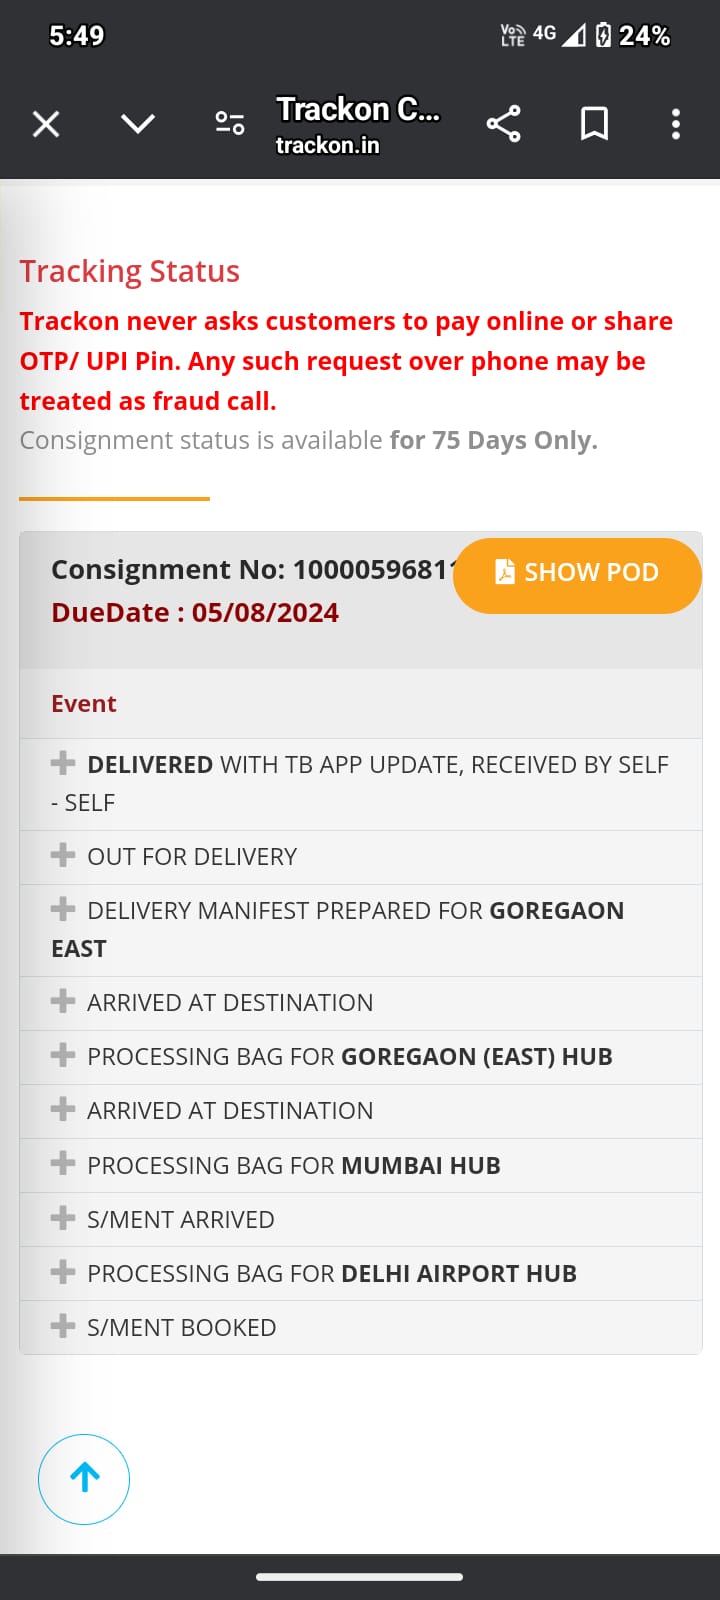 5:49
Vo LTE 4G 24%
Trackon C...
trackon.in
Tracking Status
Trackon never asks customers to pay online or share
OTP/ UPI Pin. Any such request over phone may be
treated as fraud call.
Consignment status is available for 75 Days Only.
Consignment No: 1000059681
SHOW POD
DueDate : 05/08/2024
Event
DELIVERED WITH TB APP UPDATE, RECEIVED BY SELF
- SELF
OUT FOR DELIVERY
DELIVERY MANIFEST PREPARED FOR GOREGAON
EAST
ARRIVED AT DESTINATION
PROCESSING BAG FOR GOREGAON (EAST) HUB
ARRIVED AT DESTINATION
PROCESSING BAG FOR MUMBAI HUB
S/MENT ARRIVED
PROCESSING BAG FOR DELHI AIRPORT HUB
S/MENT BOOKED